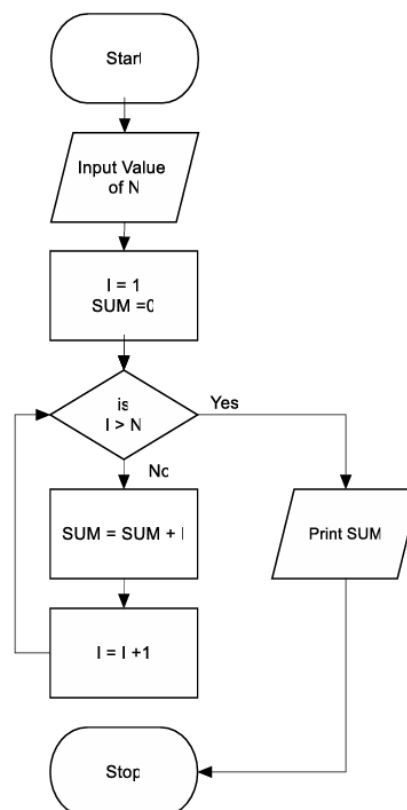 Start
Input Value
of N
I = 1
SUM =0
is
I > N
Yes
No
SUM = SUM + I
Print SUM
I = I +1
Stop